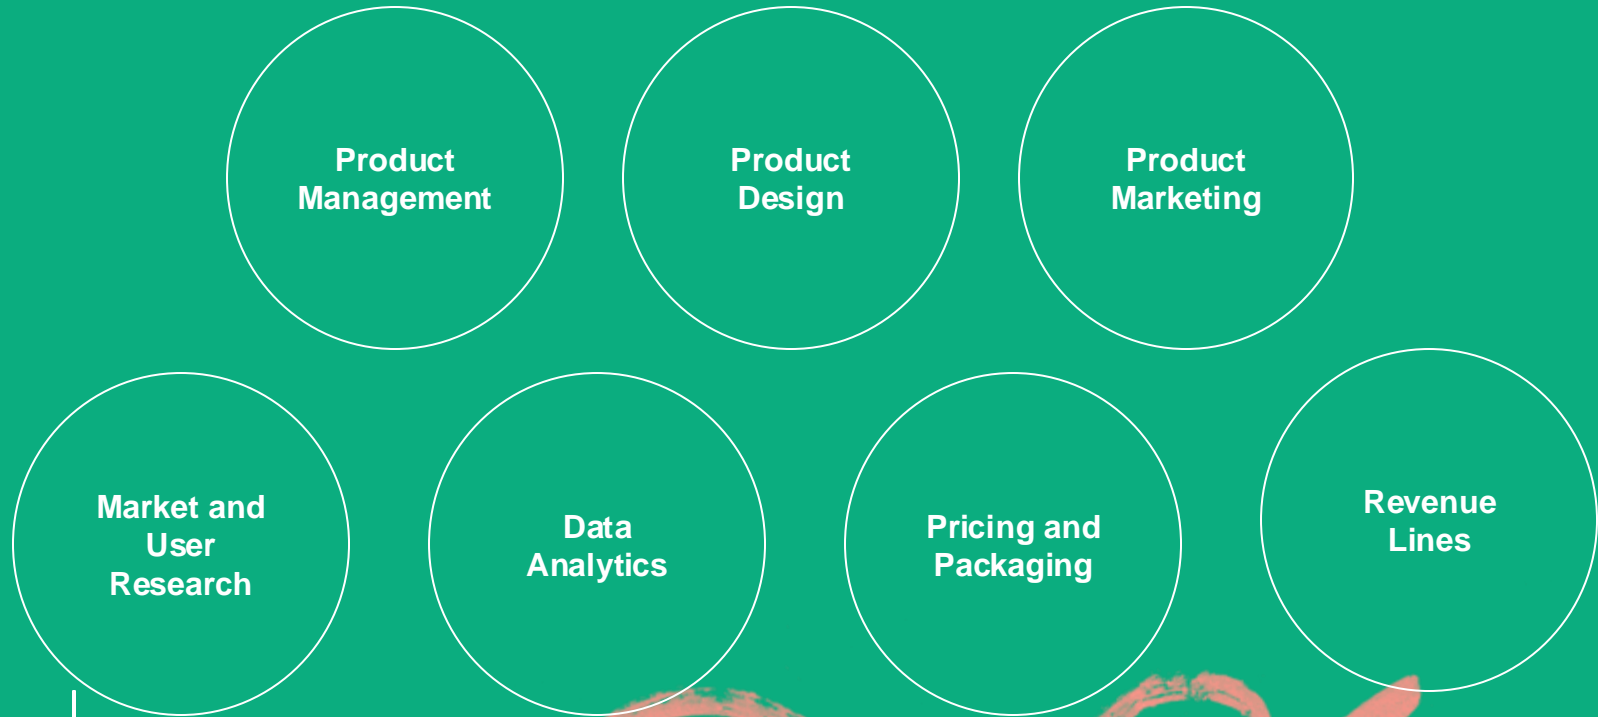 Product
Management
Product
Design
Product
Marketing
Market and
User
Research
Data
Analytics
Pricing and
Packaging
Revenue
Lines